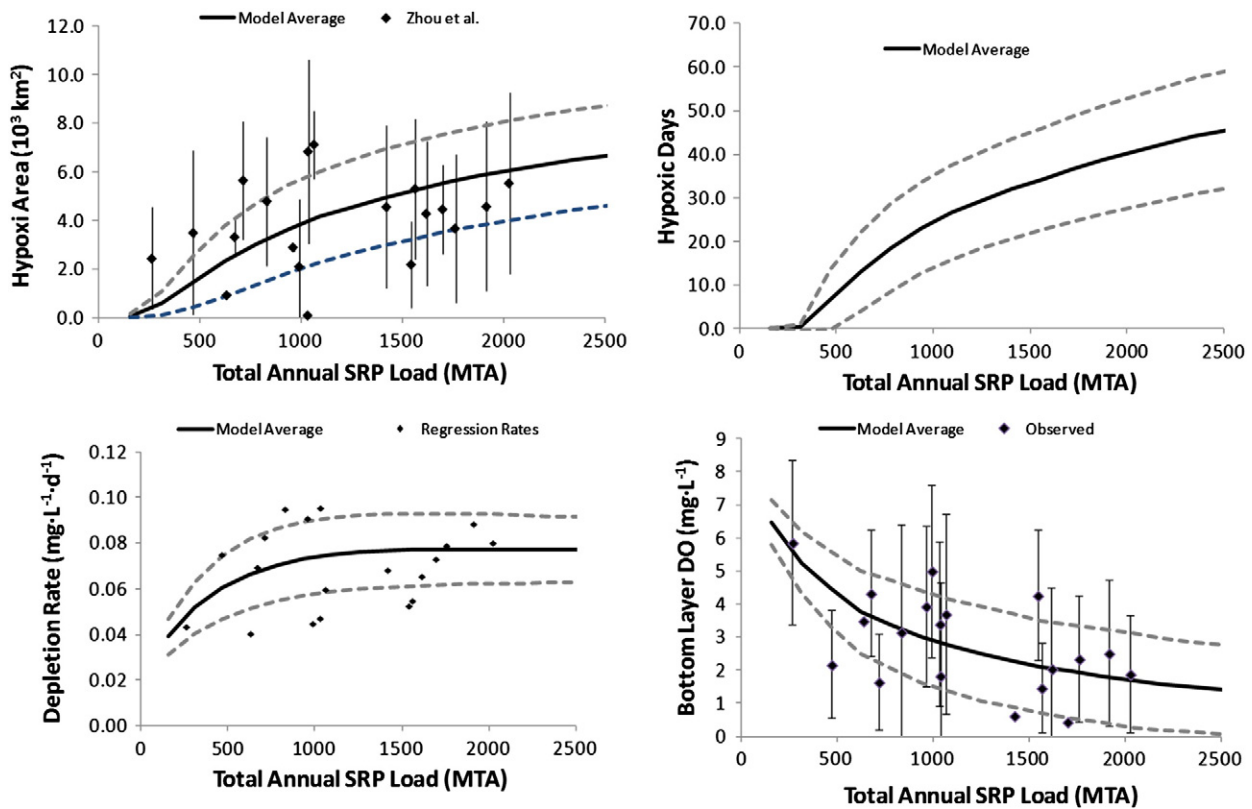 Model Average
Zhou et al.
Hypoxi Area (10³ km²)
12.0
10.0
8.0
6.0
4.0
2.0
0.0
0 500 1000 1500 2000 2500
Total Annual SRP Load (MTA)
Model Average
Hypoxic Days
70.0
60.0
50.0
40.0
30.0
20.0
10.0
0.0
0 500 1000 1500 2000 2500
Total Annual SRP Load (MTA)
Model Average
Regression Rates
Depletion Rate (mg·L⁻¹·d⁻¹)
0.12
0.10
0.08
0.06
0.04
0.02
0.00
0 500 1000 1500 2000 2500
Total Annual SRP Load (MTA)
Model Average
Observed
Bottom Layer DO (mg·L⁻¹)
9
8
7
6
5
4
3
2
1
0
0 500 1000 1500 2000 2500
Total Annual SRP Load (MTA)